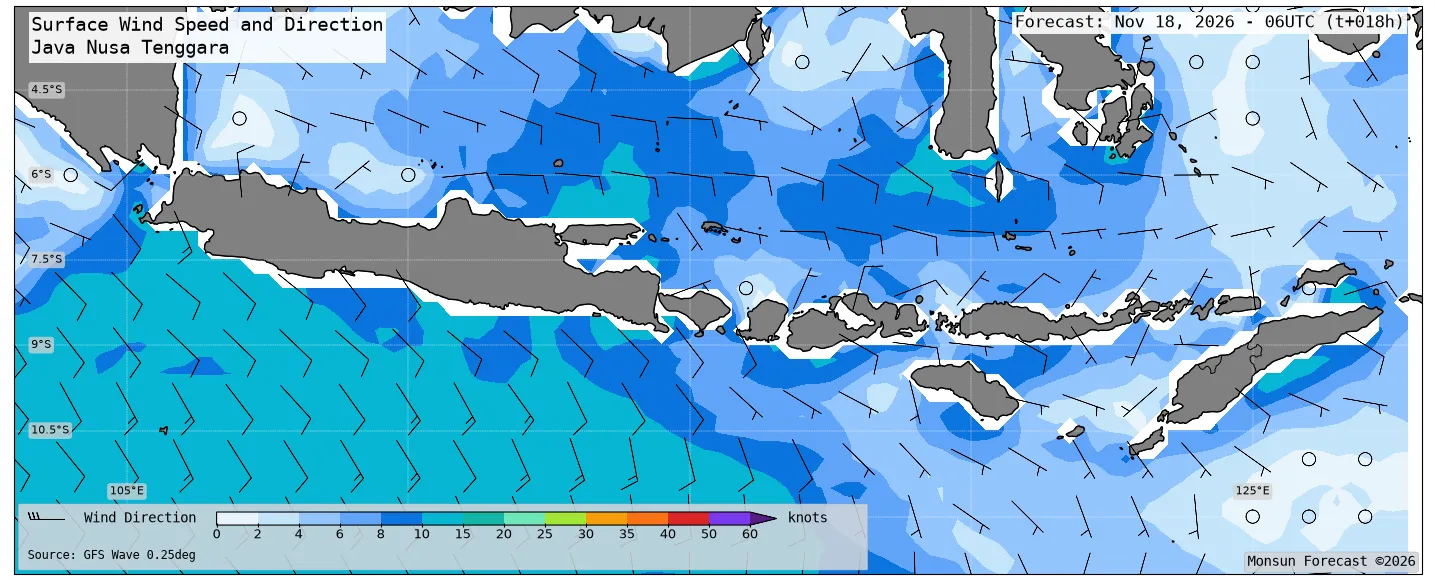 Surface Wind Speed and Direction
Java Nusa Tenggara
Forecast: Nov 18, 2026 - 06UTC (t+018h)
4.5°S
6°S
7.5°S
9°S
10.5°S
105°E
125°E
Wind Direction
knots
0 2 4 6 8 10 15 20 25 30 35 40 50 60
Source: GFS Wave 0.25deg
Monsun Forecast ©2026